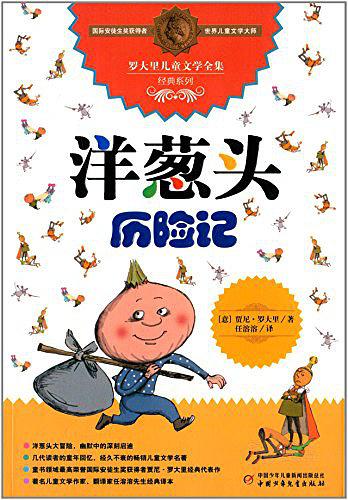 国际安徒生奖获得者
世界儿童文学大师
罗大里儿童文学全集
经典系列
洋葱头
历险记
[意]贾尼·罗大里/著
任溶溶/译
洋葱头大冒险，幽默中的深刻启迪
几代读者的童年回忆，经久不衰的畅销儿童文学名著
童书领域最高荣誉国际安徒生奖获得者贾尼·罗大里经典代表作
著名儿童文学作家、翻译家任溶溶先生经典译本
中国少年儿童新闻出版总社
中国少年儿童出版社